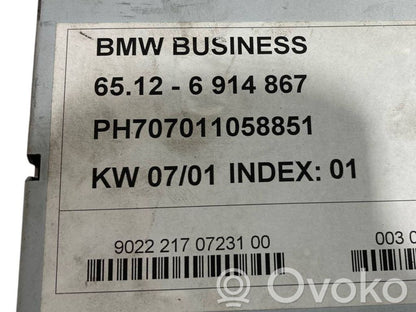 BMW BUSINESS
65.12 - 6 914 867
PH707011058851
KW 07/01 INDEX: 01
9022 217 07231 00
003 0
Ovoko